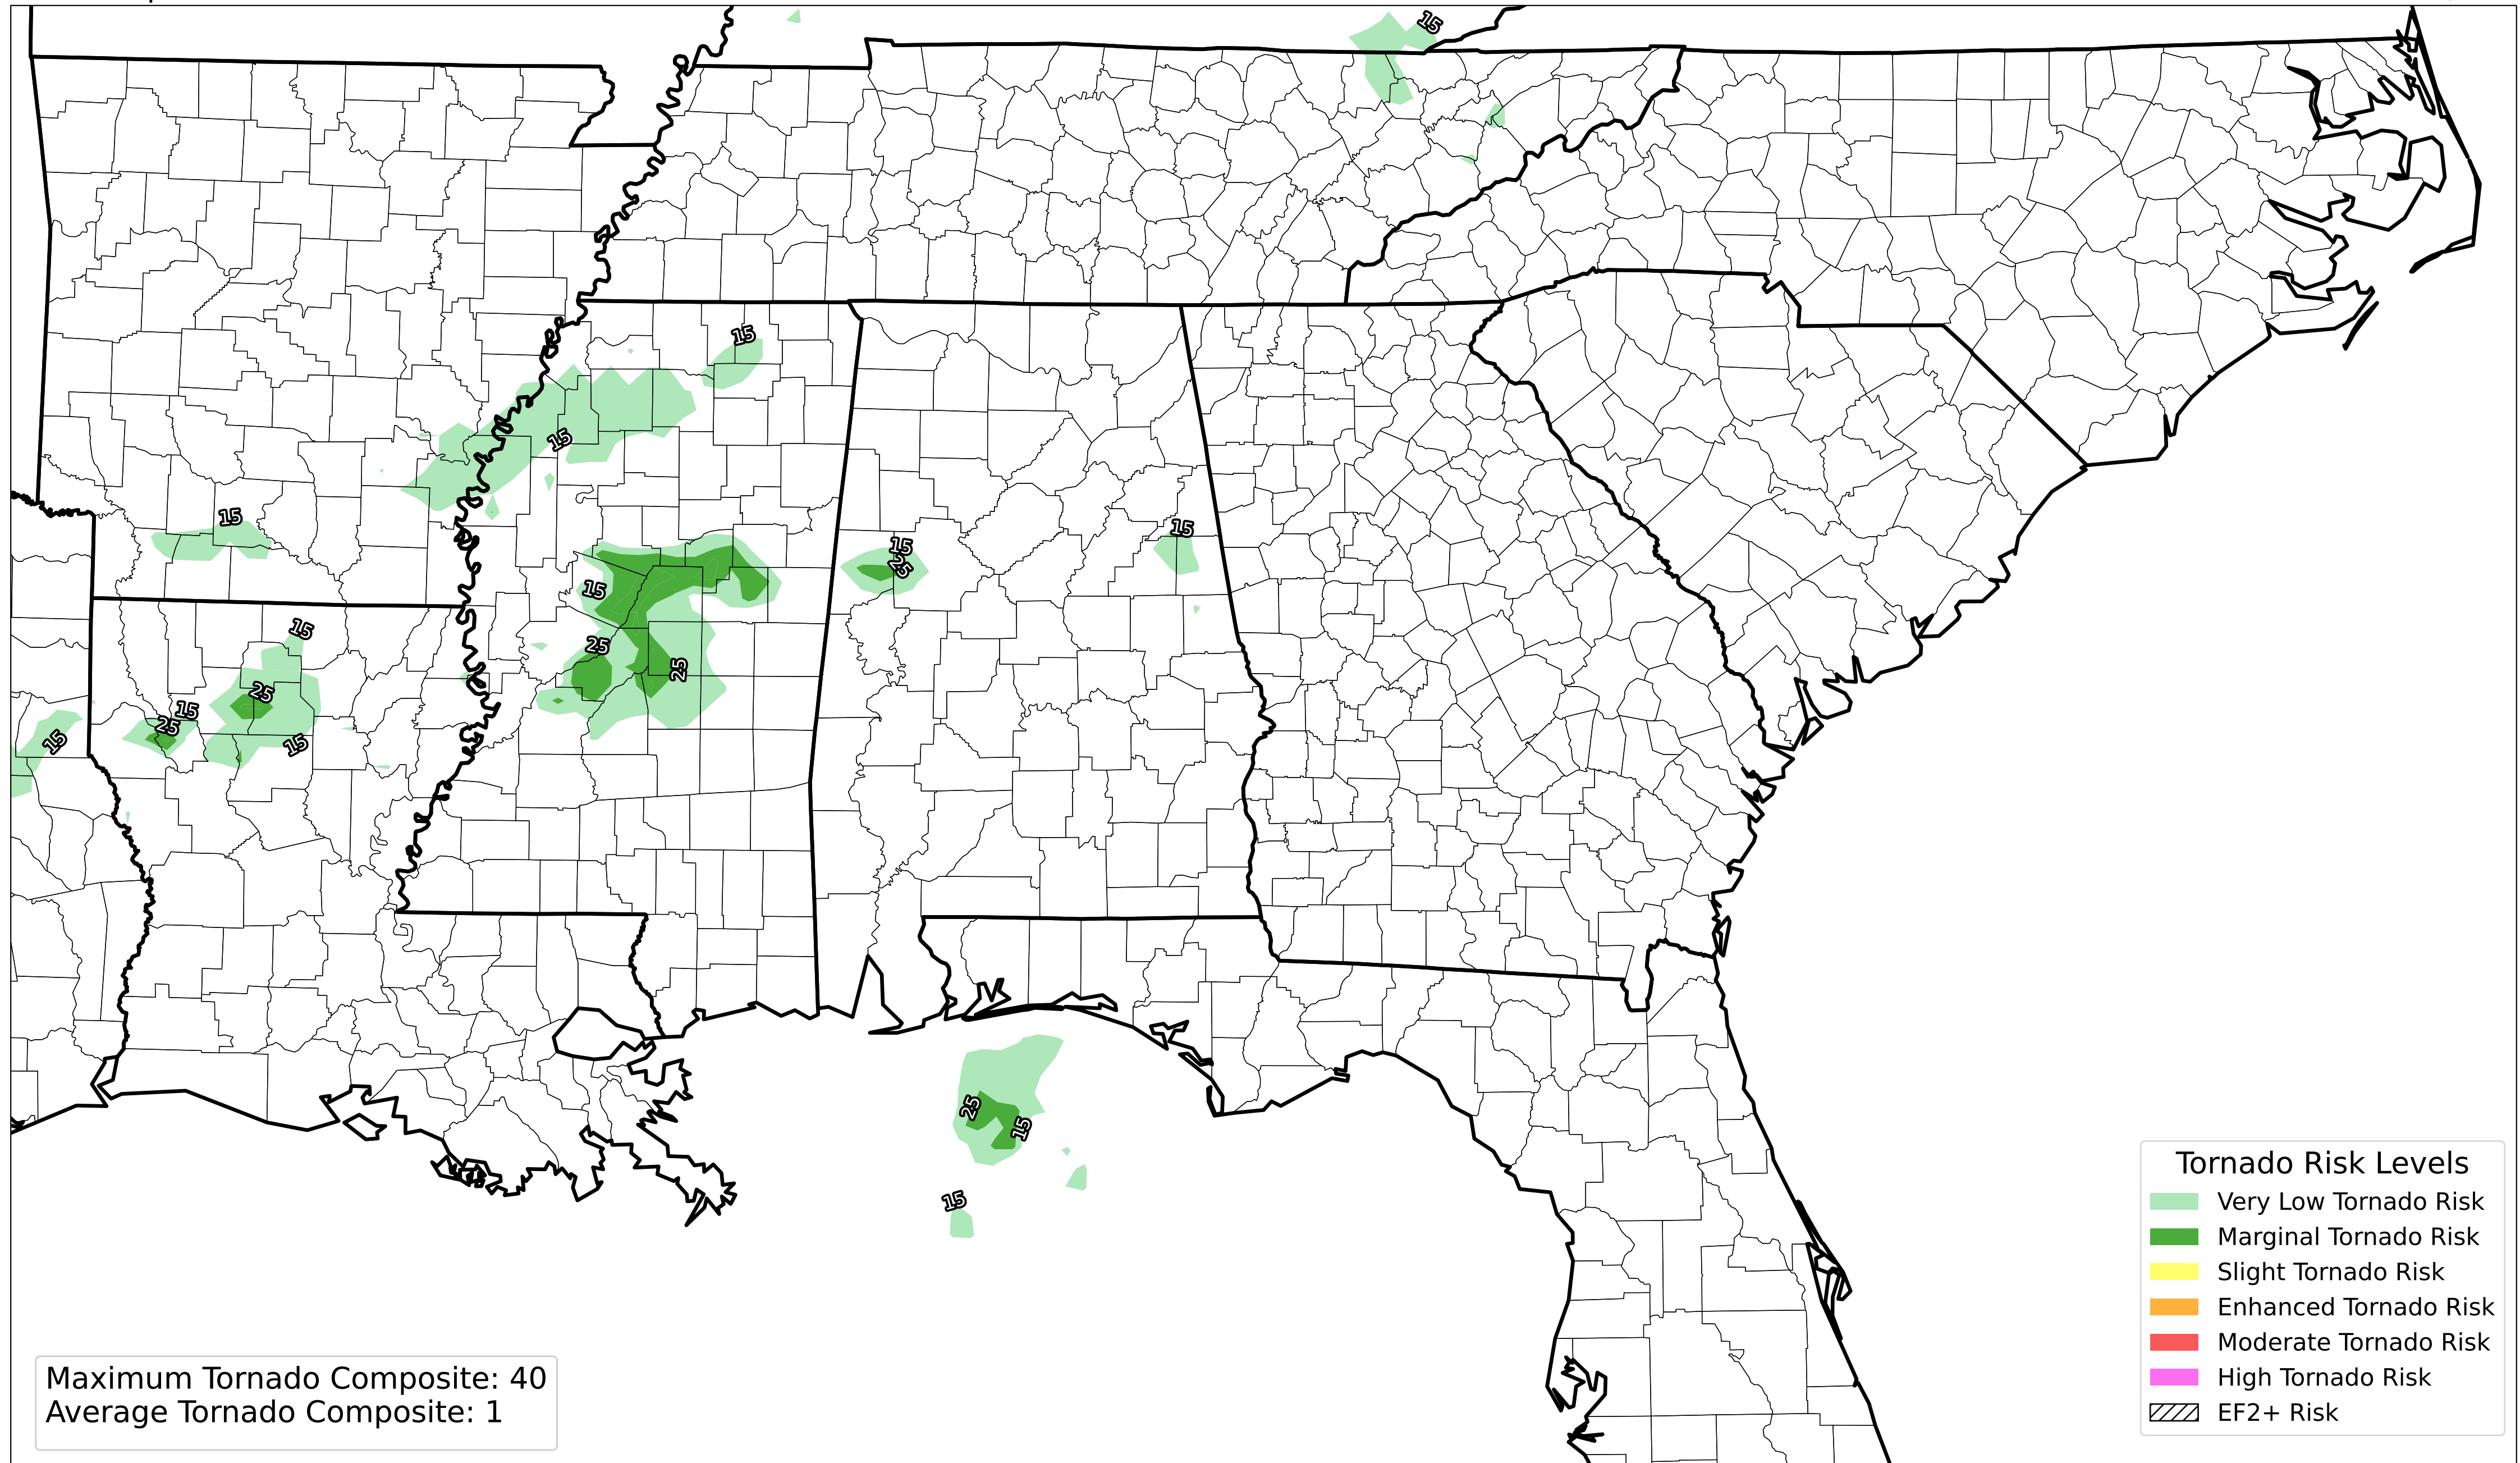 15
15
15
15
15
15
25
15
15
25
25
15
25
15
25
15
15
25
15
15
Tornado Risk Levels
Very Low Tornado Risk
Marginal Tornado Risk
Slight Tornado Risk
Enhanced Tornado Risk
Moderate Tornado Risk
High Tornado Risk
EF2+ Risk
Maximum Tornado Composite: 40
Average Tornado Composite: 1